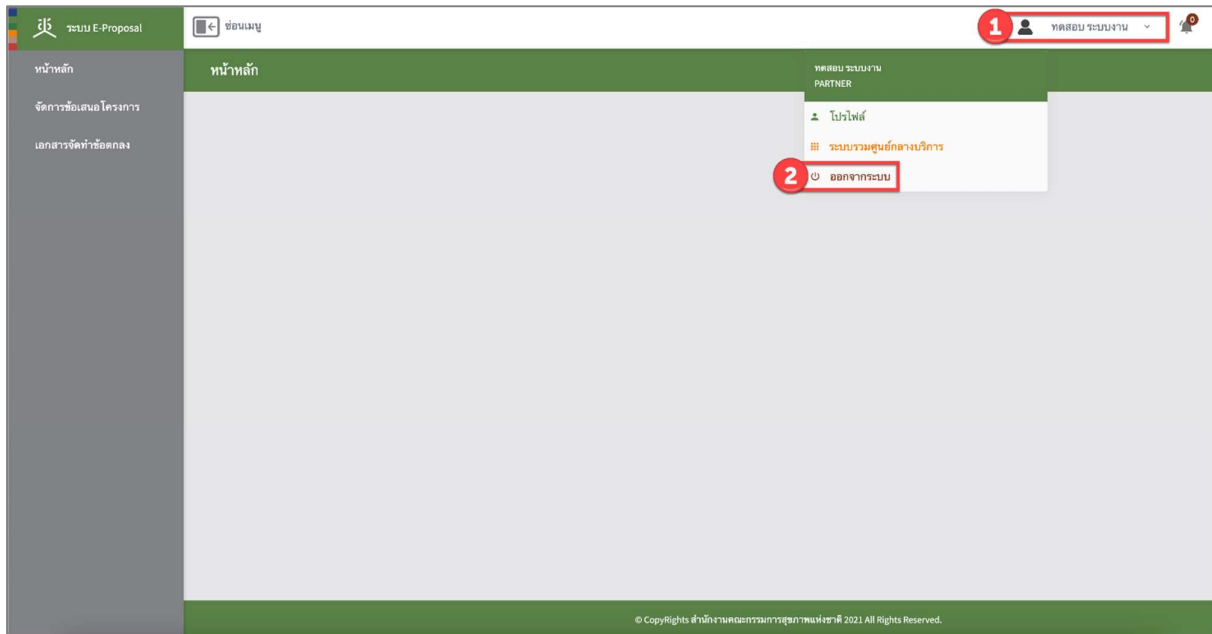 ระบบ E-Proposal
ซ่อนเมนู
1
ทดสอบ ระบบงาน
0
หน้าหลัก
จัดการข้อเสนอโครงการ
เอกสารจัดทำข้อตกลง
หน้าหลัก
ทดสอบ ระบบงาน
PARTNER
โปรไฟล์
ระบบรวมศูนย์กลางบริการ
2
ออกจากระบบ
© CopyRights สำนักงานคณะกรรมการสุขภาพแห่งชาติ 2021 All Rights Reserved.